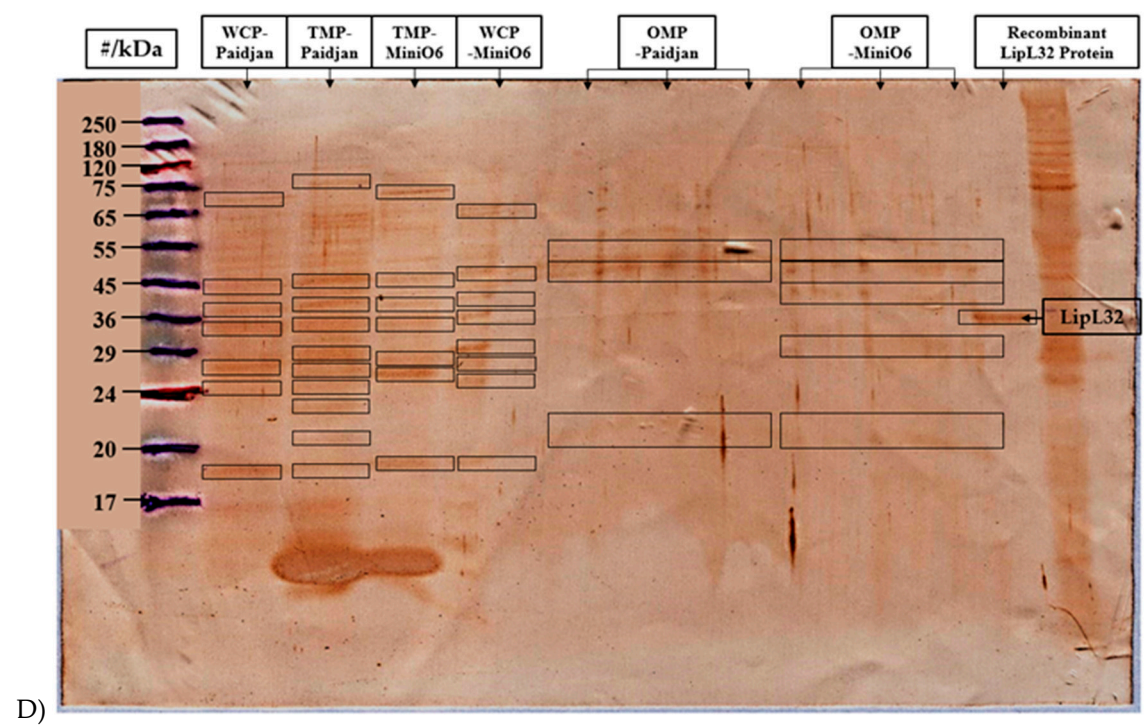 #/kDa
WCP-
Paidjan
TMP-
Paidjan
TMP-
MiniO6
WCP
-MiniO6
OMP
-Paidjan
OMP
-MiniO6
Recombinant
LipL32 Protein
250
180
120
75
65
55
45
36
29
24
20
17
LipL32
D)